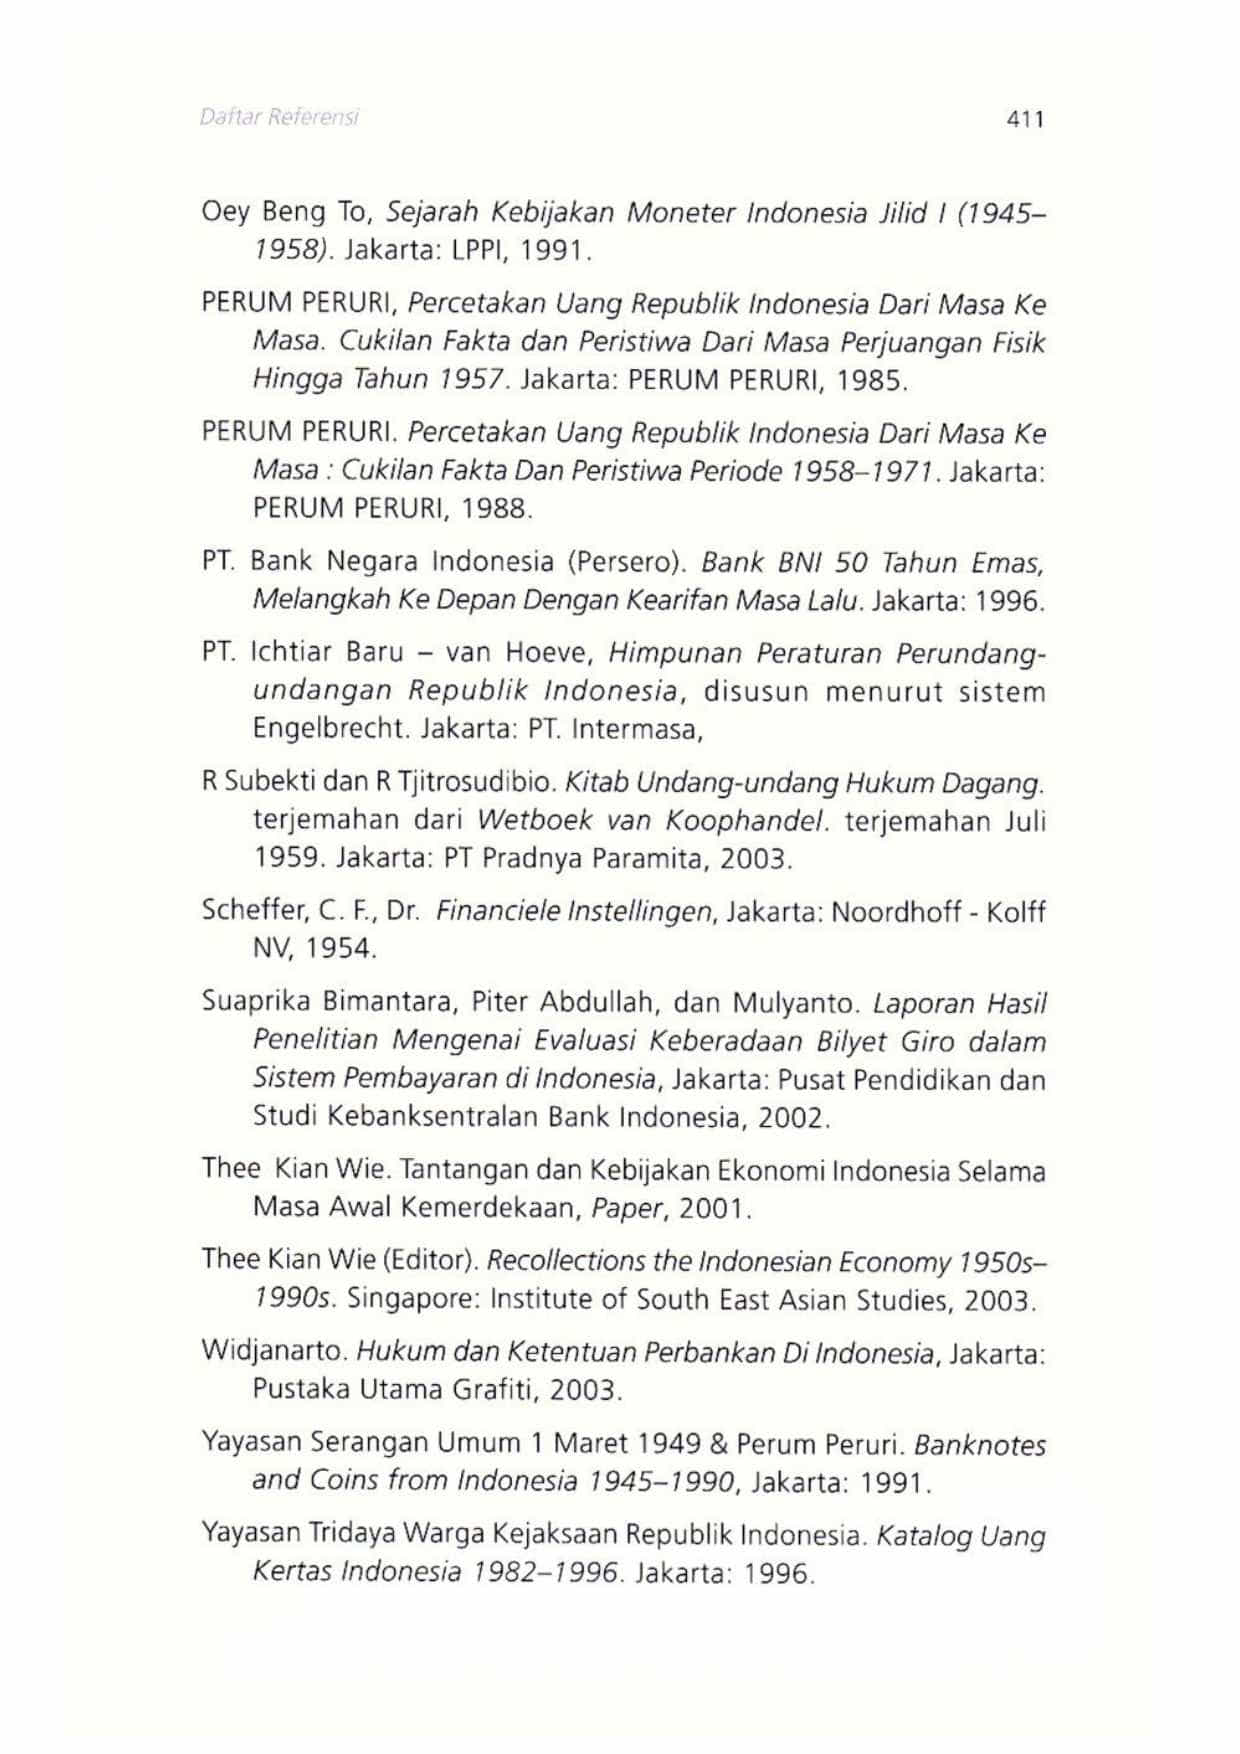 Daftar Referensi 411
Oey Beng To, Sejarah Kebijakan Moneter Indonesia Jilid I (1945–
1958). Jakarta: LPPI, 1991.
PERUM PERURI, Percetakan Uang Republik Indonesia Dari Masa Ke
Masa. Cukilan Fakta dan Peristiwa Dari Masa Perjuangan Fisik
Hingga Tahun 1957. Jakarta: PERUM PERURI, 1985.
PERUM PERURI. Percetakan Uang Republik Indonesia Dari Masa Ke
Masa : Cukilan Fakta Dan Peristiwa Periode 1958–1971. Jakarta:
PERUM PERURI, 1988.
PT. Bank Negara Indonesia (Persero). Bank BNI 50 Tahun Emas,
Melangkah Ke Depan Dengan Kearifan Masa Lalu. Jakarta: 1996.
PT. Ichtiar Baru – van Hoeve, Himpunan Peraturan Perundang-
undangan Republik Indonesia, disusun menurut sistem
Engelbrecht. Jakarta: PT. Intermasa,
R Subekti dan R Tjitrosudibio. Kitab Undang-undang Hukum Dagang.
terjemahan dari Wetboek van Koophandel. terjemahan Juli
1959. Jakarta: PT Pradnya Paramita, 2003.
Scheffer, C. F., Dr. Financiele Instellingen, Jakarta: Noordhoff - Kolff
NV, 1954.
Suaprika Bimantara, Piter Abdullah, dan Mulyanto. Laporan Hasil
Penelitian Mengenai Evaluasi Keberadaan Bilyet Giro dalam
Sistem Pembayaran di Indonesia, Jakarta: Pusat Pendidikan dan
Studi Kebanksentralan Bank Indonesia, 2002.
Thee Kian Wie. Tantangan dan Kebijakan Ekonomi Indonesia Selama
Masa Awal Kemerdekaan, Paper, 2001.
Thee Kian Wie (Editor). Recollections the Indonesian Economy 1950s–
1990s. Singapore: Institute of South East Asian Studies, 2003.
Widjanarto. Hukum dan Ketentuan Perbankan Di Indonesia, Jakarta:
Pustaka Utama Grafiti, 2003.
Yayasan Serangan Umum 1 Maret 1949 & Perum Peruri. Banknotes
and Coins from Indonesia 1945–1990, Jakarta: 1991.
Yayasan Tridaya Warga Kejaksaan Republik Indonesia. Katalog Uang
Kertas Indonesia 1982–1996. Jakarta: 1996.